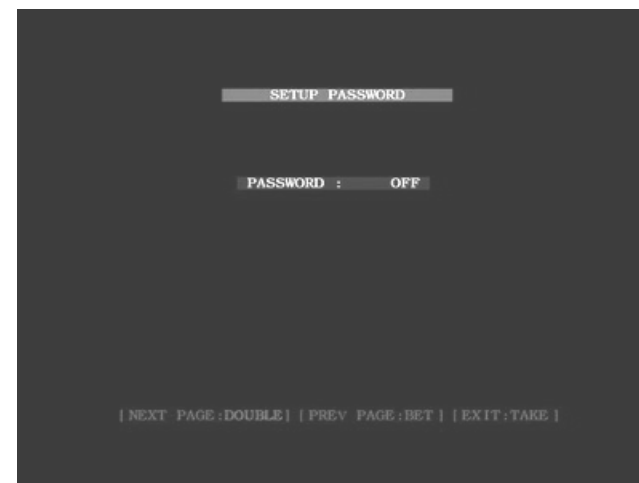 SETUP PASSWORD
PASSWORD : OFF
[NEXT PAGE:DOUBLE] [PREV PAGE:BET] [EXIT:TAKE]